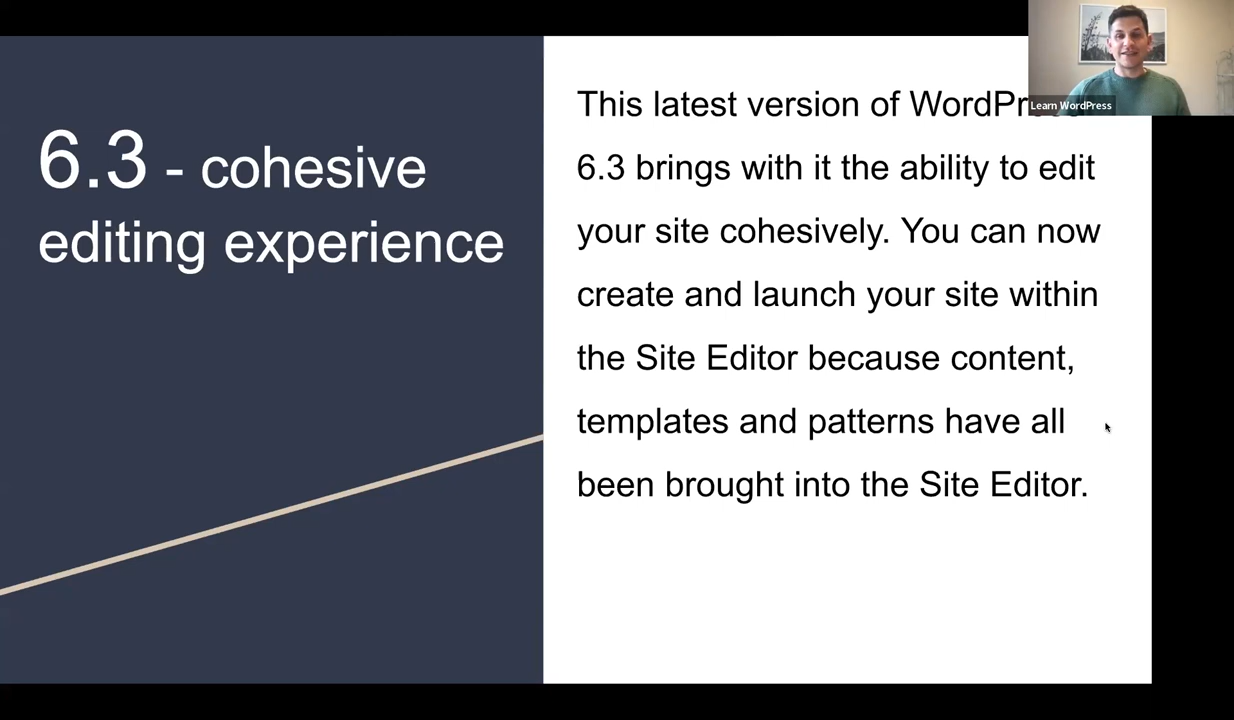 6.3 - cohesive
editing experience
This latest version of WordPress
6.3 brings with it the ability to edit
your site cohesively. You can now
create and launch your site within
the Site Editor because content,
templates and patterns have all
been brought into the Site Editor.
Learn WordPress